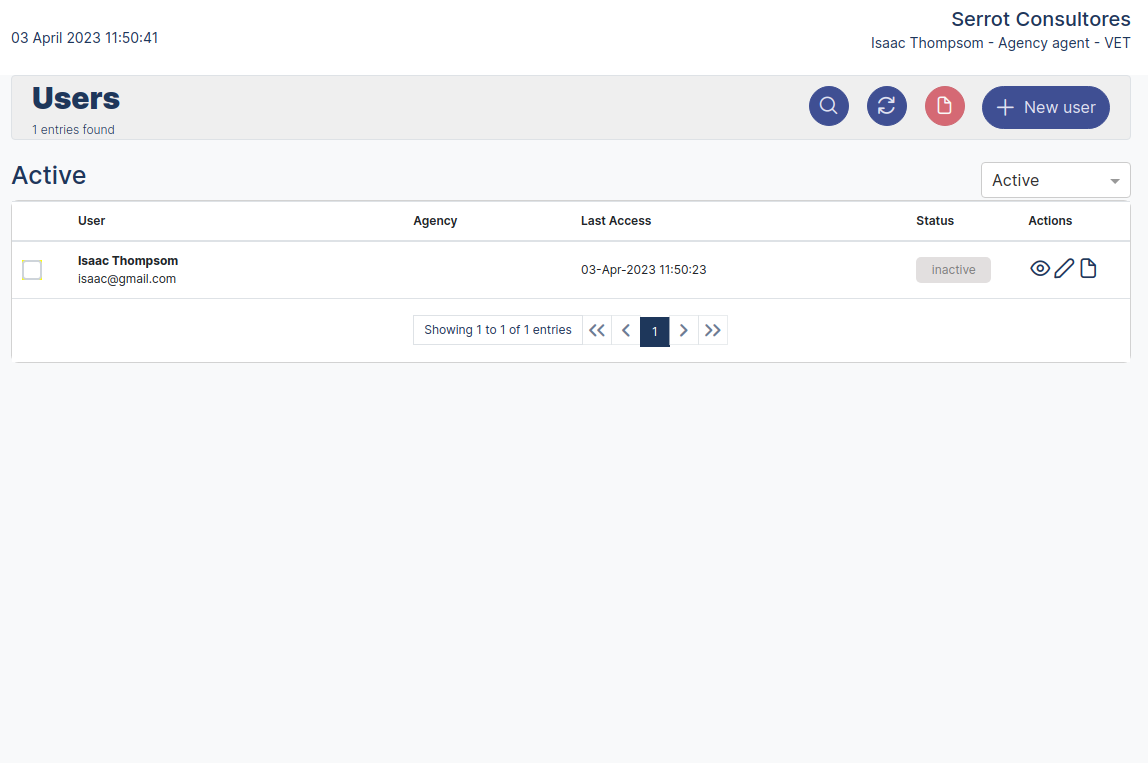 Serrot Consultores
03 April 2023 11:50:41
Isaac Thompsom - Agency agent - VET
Users
1 entries found
New user
Active
Active
User Agency Last Access Status Actions
Isaac Thompsom
isaac@gmail.com
03-Apr-2023 11:50:23
inactive
Showing 1 to 1 of 1 entries
1